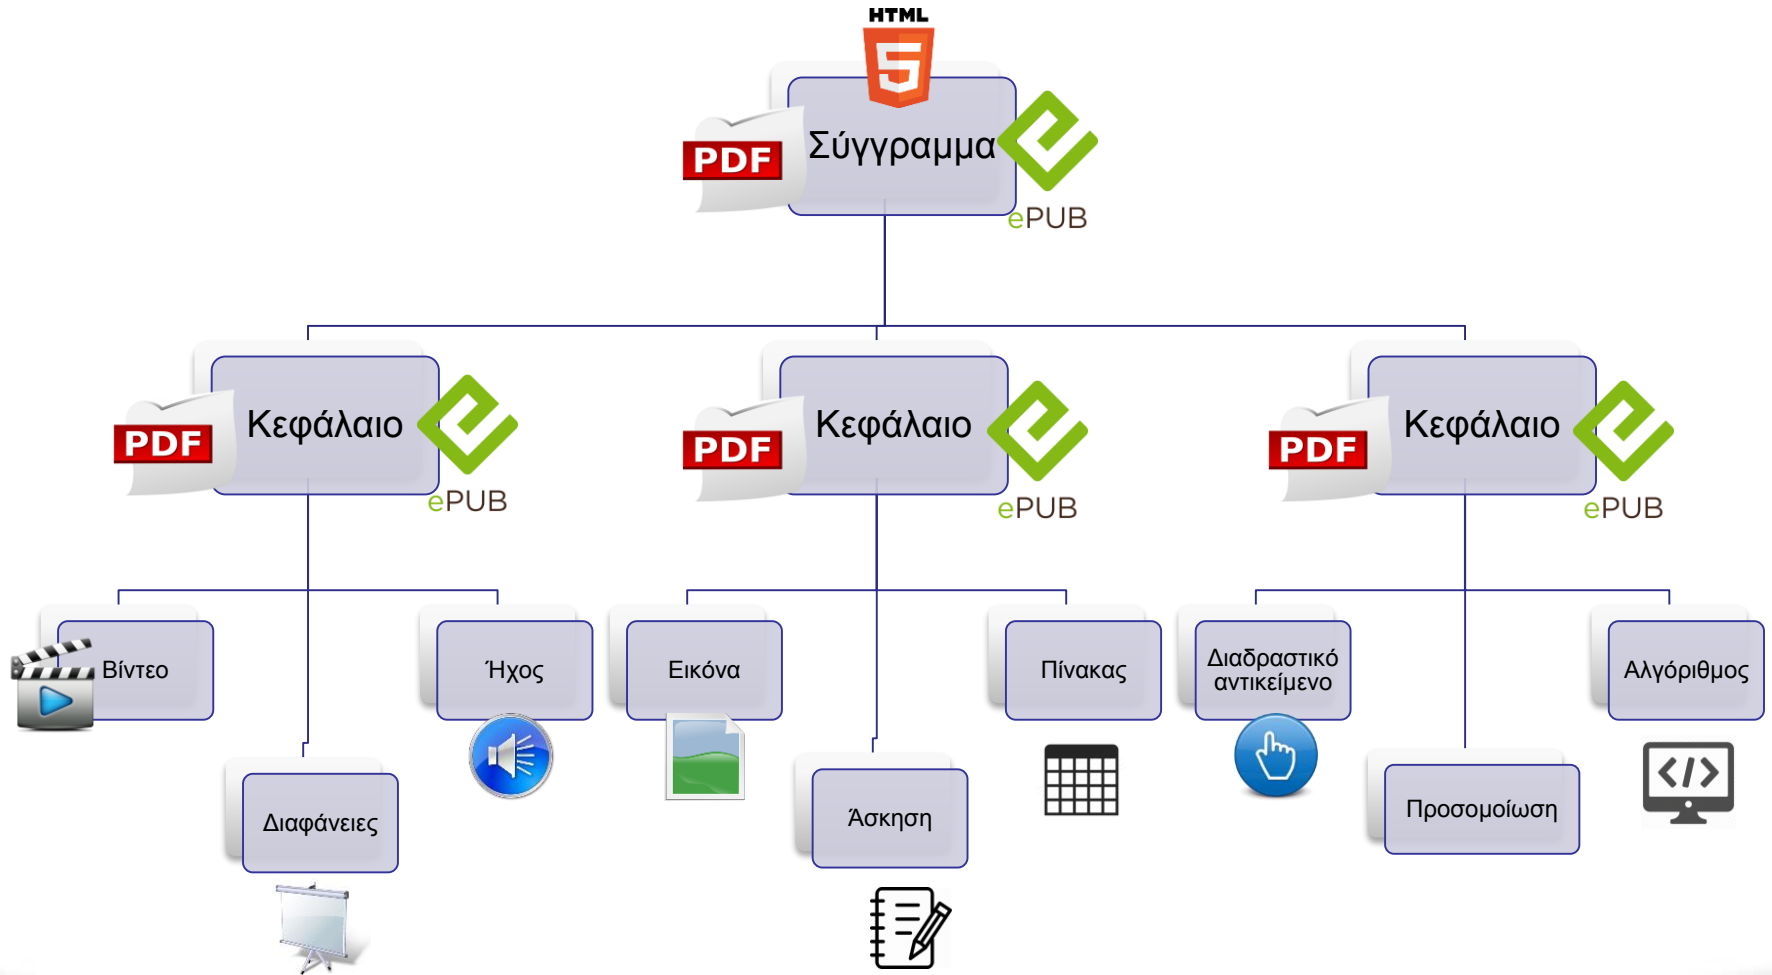 HTML
Σύγγραμμα
PDF
ePUB
Κεφάλαιο
PDF
ePUB
Κεφάλαιο
PDF
ePUB
Κεφάλαιο
PDF
ePUB
Βίντεο
Ήχος
Εικόνα
Πίνακας
Διαδραστικό
αντικείμενο
Αλγόριθμος
</>
Διαφάνειες
Άσκηση
Προσομοίωση